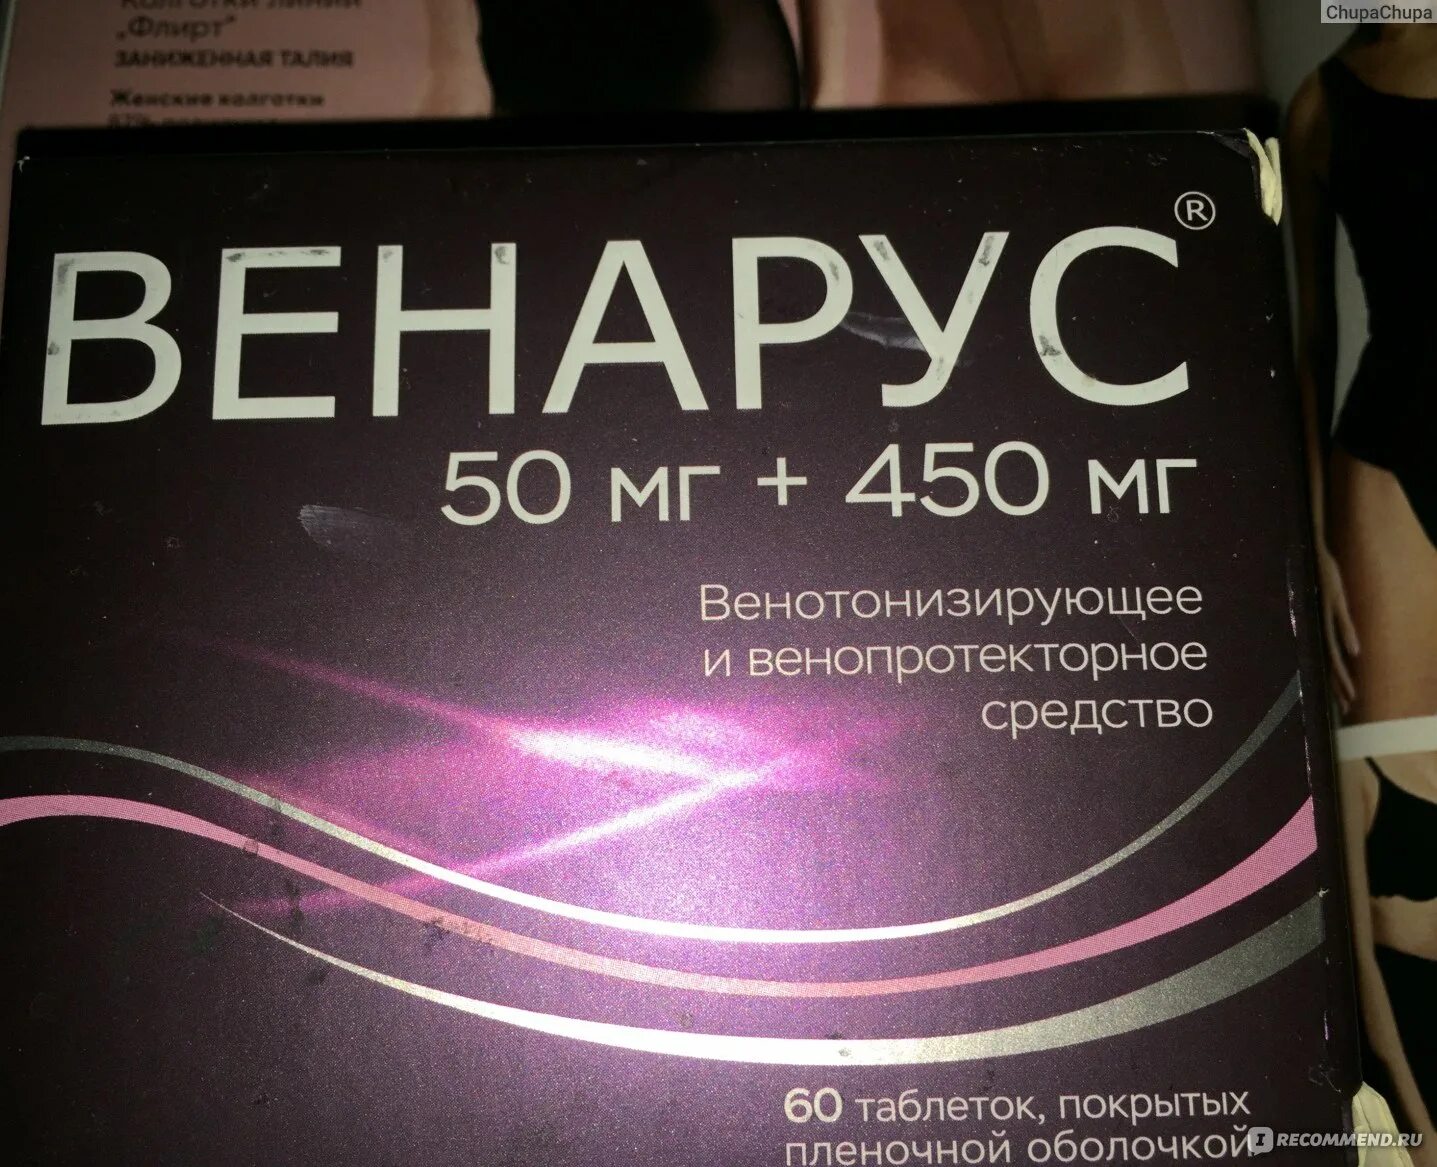 ChupaChupa
Колготки линии
„Флирт"
ЗАНИЖЕННАЯ ТАЛИЯ
Женские колготки
ВЕНАРУС®
50 мг + 450 мг
Венотонизирующее
и венопротекторное
средство
60 таблеток, покрытых
пленочной оболочкой
IRECOMMEND.RU